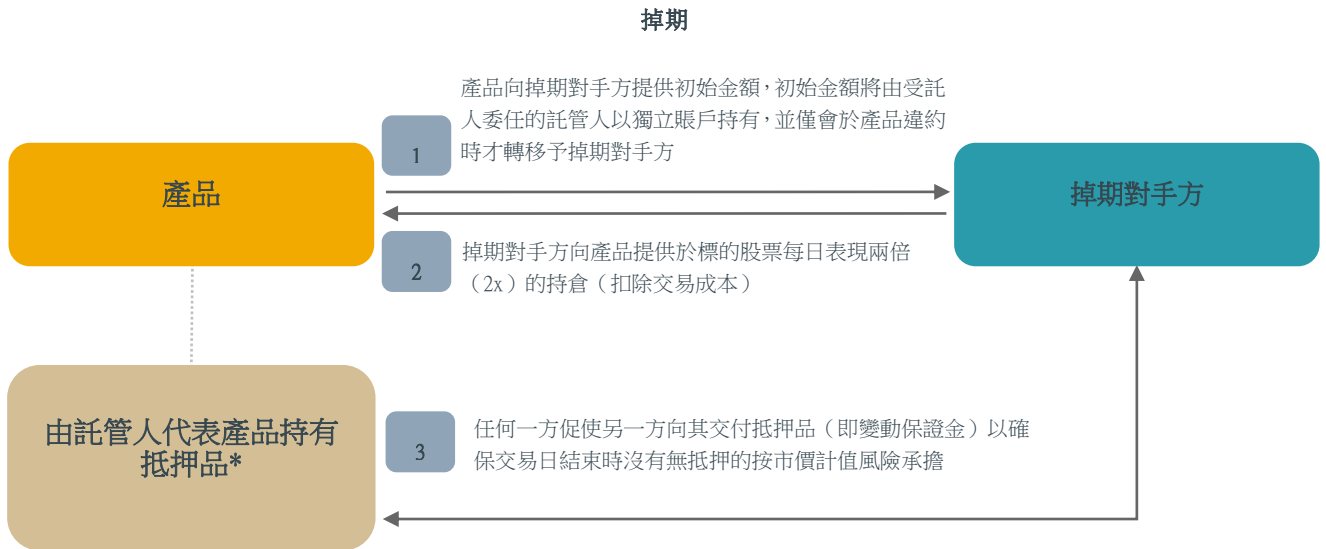 掉期
產品向掉期對手方提供初始金額，初始金額將由受託
人委任的託管人以獨立賬戶持有，並僅會於產品違約
時才轉移予掉期對手方
1
產品
掉期對手方
2
掉期對手方向產品提供於標的股票每日表現兩倍
（2x）的持倉（扣除交易成本）
由託管人代表產品持有
抵押品*
3
任何一方促使另一方向其交付抵押品（即變動保證金）以確
保交易日結束時沒有無抵押的按市價計值風險承擔